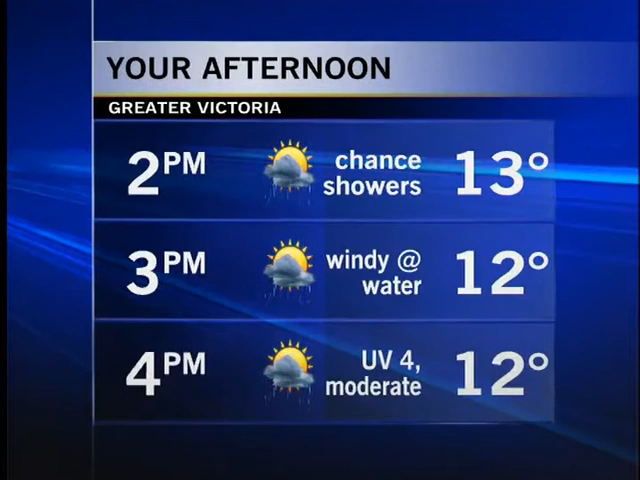 YOUR AFTERNOON
GREATER VICTORIA
2PM chance showers 13°
3PM windy @ water 12°
4PM UV 4, moderate 12°